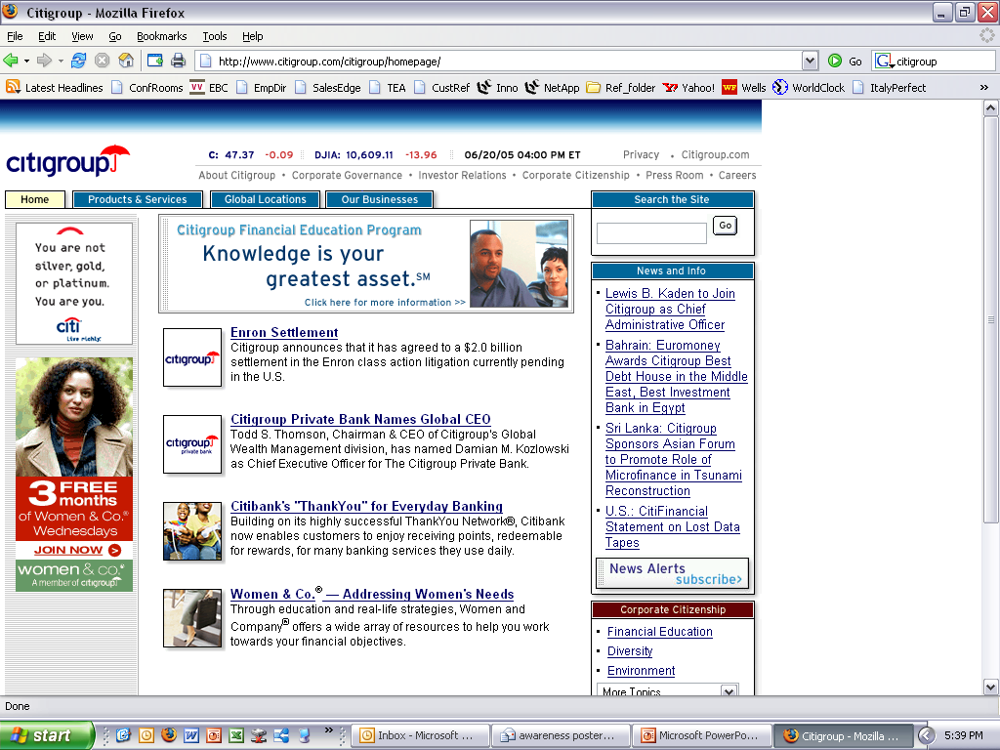 Citigroup - Mozilla Firefox
File Edit View Go Bookmarks Tools Help
http://www.citigroup.com/citigroup/homepage/ Go citigroup
Latest Headlines ConfRooms EBC EmpDir SalesEdge TEA CustRef Inno NetApp Ref_folder Yahoo! Wells WorldClock ItalyPerfect »
citigroup
C: 47.37 -0.09 DJIA: 10,609.11 -13.96 06/20/05 04:00 PM ET Privacy • Citigroup.com
About Citigroup • Corporate Governance • Investor Relations • Corporate Citizenship • Press Room • Careers
Home Products & Services Global Locations Our Businesses
You are not
silver, gold,
or platinum.
You are you.
citi
Live richly.
3 FREE
months
of Women & Co.®
Wednesdays
JOIN NOW >
women & co.®
A member of citigroup
Citigroup Financial Education Program
Knowledge is your
greatest asset.SM
Click here for more information >>
citigroup
Enron Settlement
Citigroup announces that it has agreed to a $2.0 billion
settlement in the Enron class action litigation currently pending
in the U.S.
citigroup
private bank
Citigroup Private Bank Names Global CEO
Todd S. Thomson, Chairman & CEO of Citigroup's Global
Wealth Management division, has named Damian M. Kozlowski
as Chief Executive Officer for The Citigroup Private Bank.
Citibank's "ThankYou" for Everyday Banking
Building on its highly successful ThankYou Network®, Citibank
now enables customers to enjoy receiving points, redeemable
for rewards, for many banking services they use daily.
Women & Co.® — Addressing Women's Needs
Through education and real-life strategies, Women and
Company® offers a wide array of resources to help you work
towards your financial objectives.
Search the Site
Go
News and Info
Lewis B. Kaden to Join
Citigroup as Chief
Administrative Officer
Bahrain: Euromoney
Awards Citigroup Best
Debt House in the Middle
East, Best Investment
Bank in Egypt
Sri Lanka: Citigroup
Sponsors Asian Forum
to Promote Role of
Microfinance in Tsunami
Reconstruction
U.S.: CitiFinancial
Statement on Lost Data
Tapes
News Alerts
subscribe>
Corporate Citizenship
Financial Education
Diversity
Environment
More Topics
Done
start » Inbox - Microsoft ... awareness poster... Microsoft PowerPo... Citigroup - Mozilla ... 5:39 PM